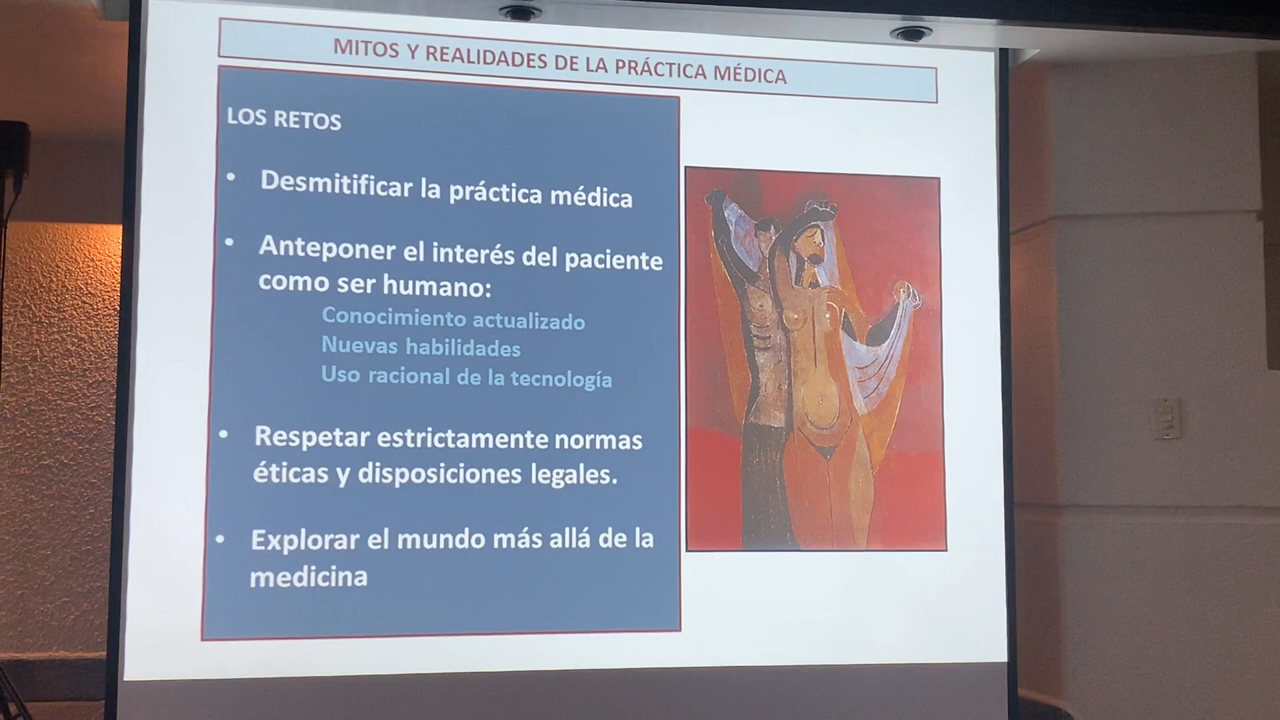 MITOS Y REALIDADES DE LA PRÁCTICA MÉDICA
LOS RETOS
• Desmitificar la práctica médica
• Anteponer el interés del paciente
como ser humano:
Conocimiento actualizado
Nuevas habilidades
Uso racional de la tecnología
• Respetar estrictamente normas
éticas y disposiciones legales.
• Explorar el mundo más allá de la
medicina